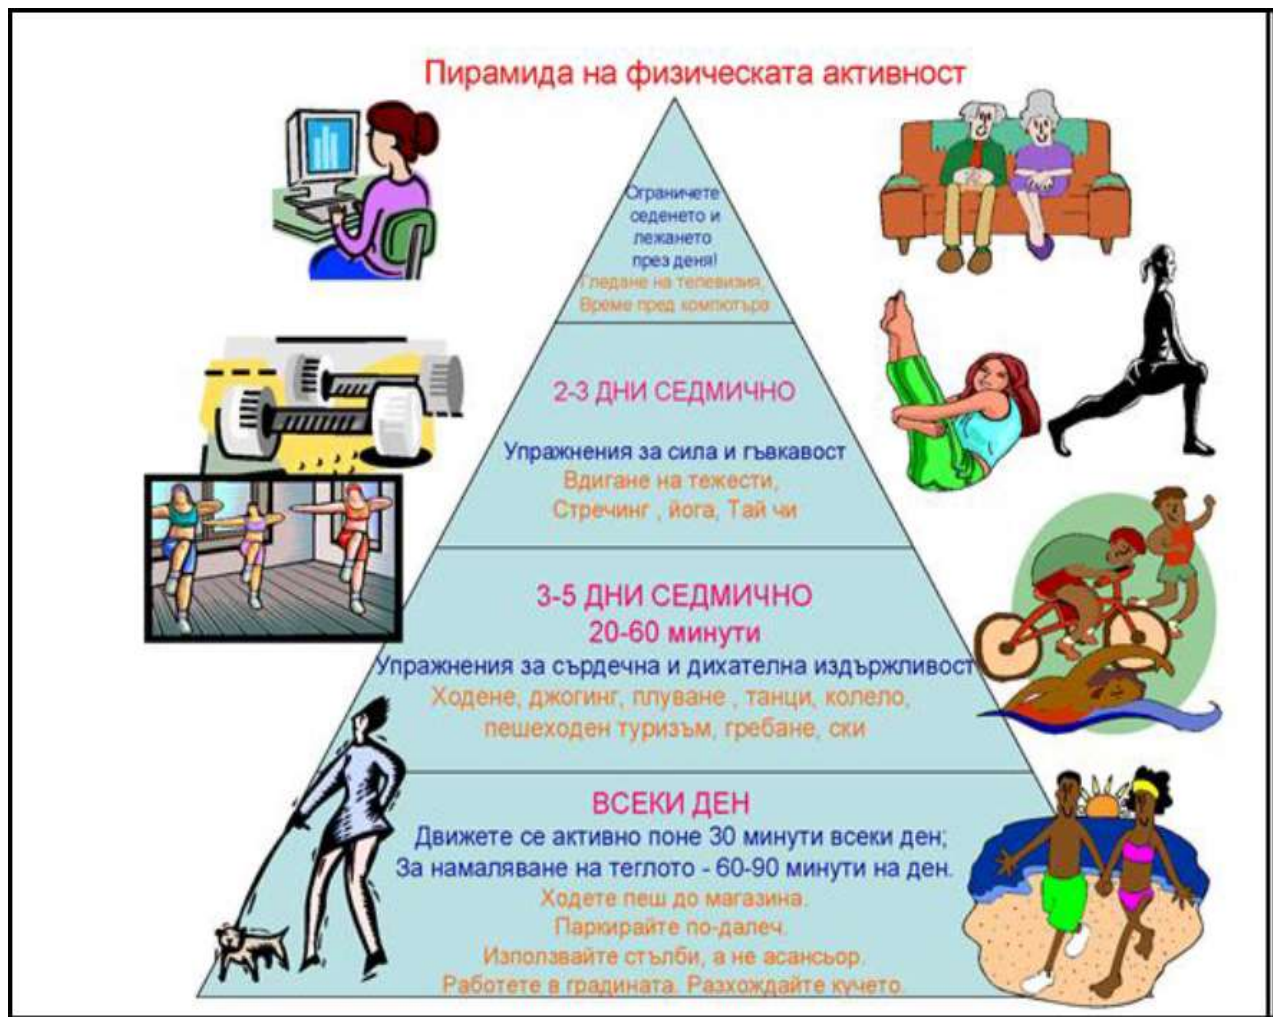 Пирамида на физическата активност
Ограничете
седенето и
лежането
през деня!
Гледане на телевизия,
Време пред компютъра
2-3 ДНИ СЕДМИЧНО
Упражнения за сила и гъвкавост
Вдигане на тежести,
Стречинг , йога, Тай чи
3-5 ДНИ СЕДМИЧНО
20-60 минути
Упражнения за сърдечна и дихателна издържливост
Ходене, джогинг, плуване , танци, колело,
пешеходен туризъм, гребане, ски
ВСЕКИ ДЕН
Движете се активно поне 30 минути всеки ден;
За намаляване на теглото - 60-90 минути на ден.
Ходете пеш до магазина.
Паркирайте по-далеч.
Използвайте стълби, а не асансьор.
Работете в градината. Разхождайте кучето.